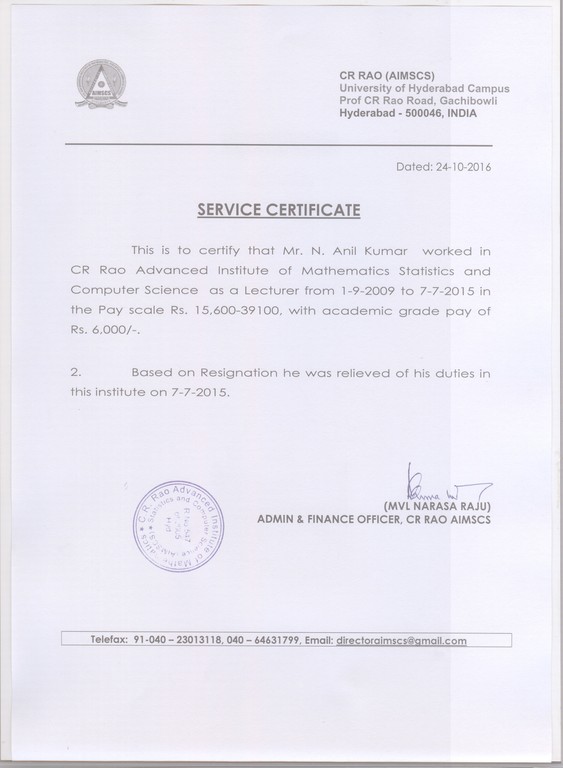 AIMSCS
CR RAO (AIMSCS)
University of Hyderabad Campus
Prof CR Rao Road, Gachibowli
Hyderabad - 500046, INDIA
Dated: 24-10-2016
SERVICE CERTIFICATE
This is to certify that Mr. N. Anil Kumar worked in
CR Rao Advanced Institute of Mathematics Statistics and
Computer Science as a Lecturer from 1-9-2009 to 7-7-2015 in
the Pay scale Rs. 15,600-39100, with academic grade pay of
Rs. 6,000/-.
2. Based on Resignation he was relieved of his duties in
this institute on 7-7-2015.
C.R. Rao Advanced Institute of Mathematics
Statistics and Computer Science
(MVL NARASA RAJU)
ADMIN & FINANCE OFFICER, CR RAO AIMSCS
Telefax: 91-040 – 23013118, 040 – 64631799, Email: directoraimscs@gmail.com